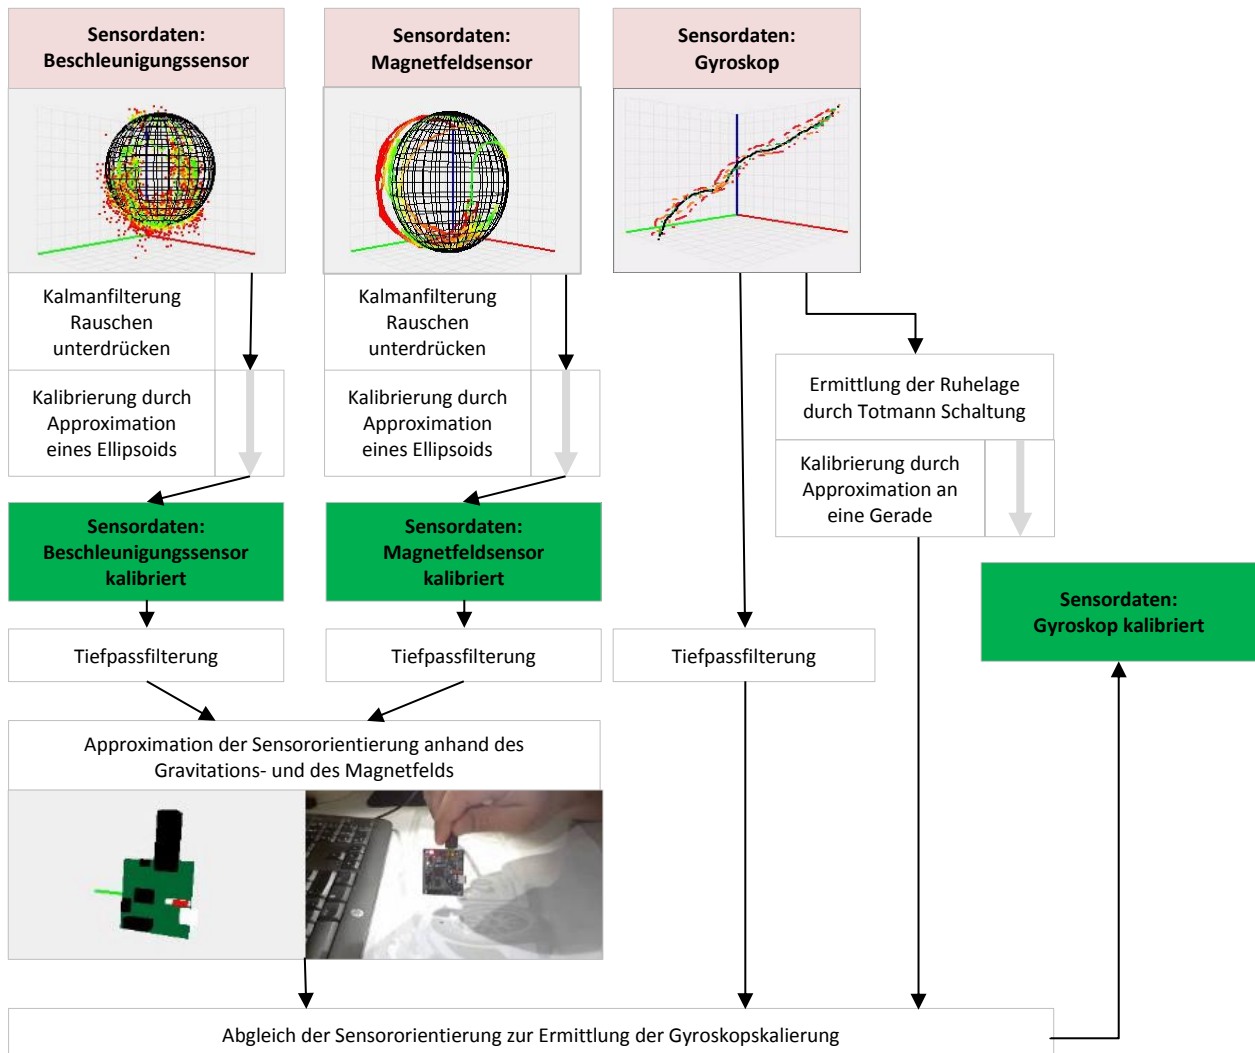 Sensordaten:
Beschleunigungssensor
Sensordaten:
Magnetfeldsensor
Sensordaten:
Gyroskop
Kalmanfilterung
Rauschen
unterdrücken
Kalmanfilterung
Rauschen
unterdrücken
Ermittlung der Ruhelage
durch Totmann Schaltung
Kalibrierung durch
Approximation
eines Ellipsoids
Kalibrierung durch
Approximation
eines Ellipsoids
Kalibrierung durch
Approximation an
eine Gerade
Sensordaten:
Beschleunigungssensor
kalibriert
Sensordaten:
Magnetfeldsensor
kalibriert
Sensordaten:
Gyroskop kalibriert
Tiefpassfilterung
Tiefpassfilterung
Tiefpassfilterung
Approximation der Sensororientierung anhand des
Gravitations- und des Magnetfelds
Abgleich der Sensororientierung zur Ermittlung der Gyroskopskalierung